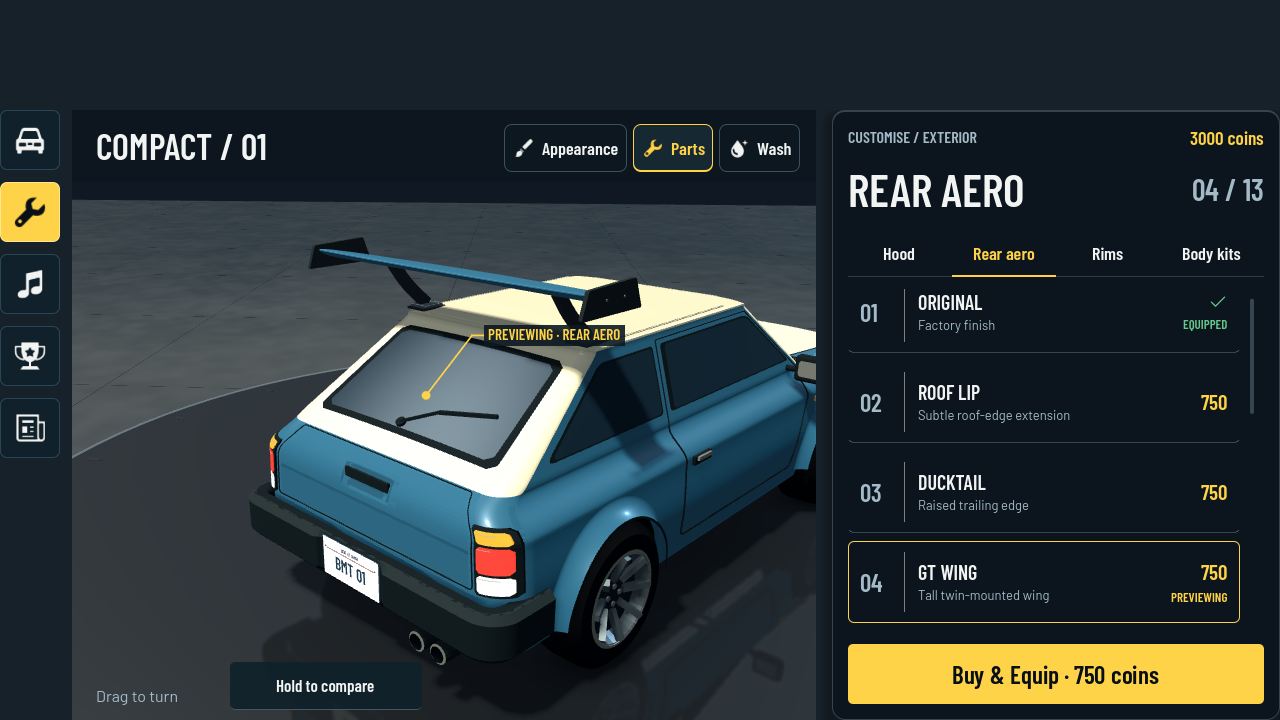 COMPACT / 01
Appearance
Parts
Wash
PREVIEWING · REAR AERO
BMT 01
Drag to turn
Hold to compare
CUSTOMISE / EXTERIOR
3000 coins
REAR AERO
04 / 13
Hood
Rear aero
Rims
Body kits
01
ORIGINAL
Factory finish
EQUIPPED
02
ROOF LIP
Subtle roof-edge extension
750
03
DUCKTAIL
Raised trailing edge
750
04
GT WING
Tall twin-mounted wing
750
PREVIEWING
Buy & Equip · 750 coins